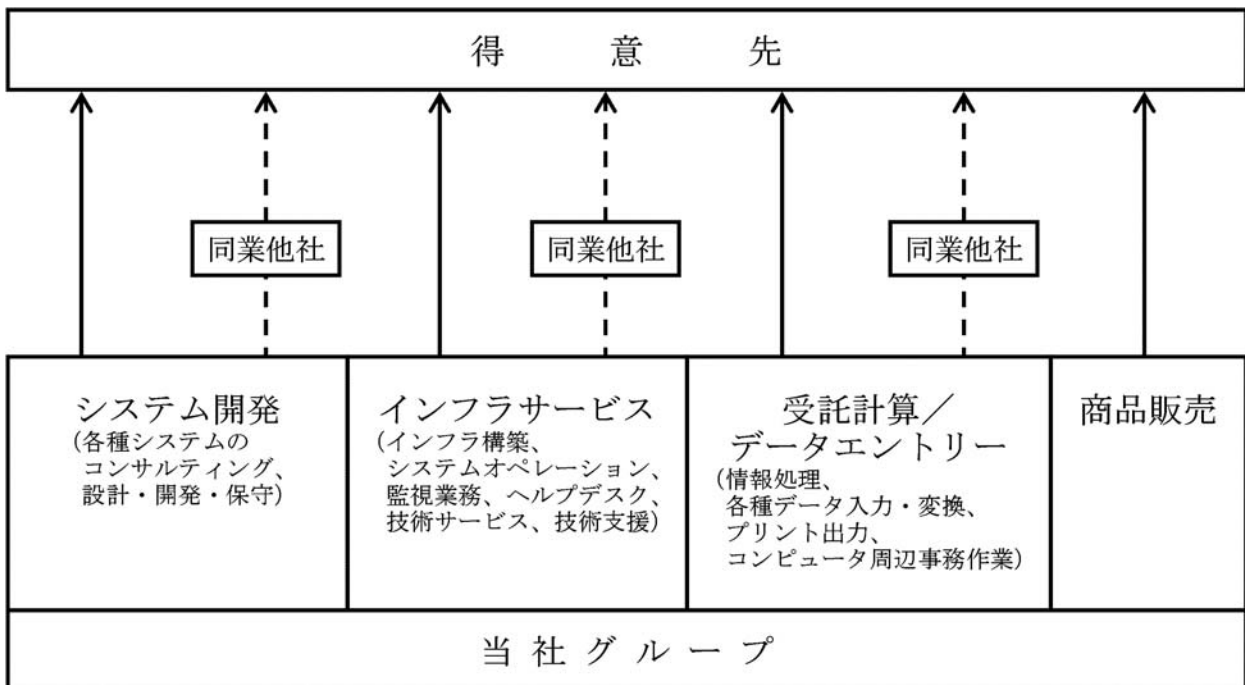 得意先
同業他社
同業他社
同業他社
システム開発
(各種システムの
コンサルティング、
設計・開発・保守)
インフラサービス
(インフラ構築、
システムオペレーション、
監視業務、ヘルプデスク、
技術サービス、技術支援)
受託計算／
データエントリー
(情報処理、
各種データ入力・変換、
プリント出力、
コンピュータ周辺事務作業)
商品販売
当社グループ